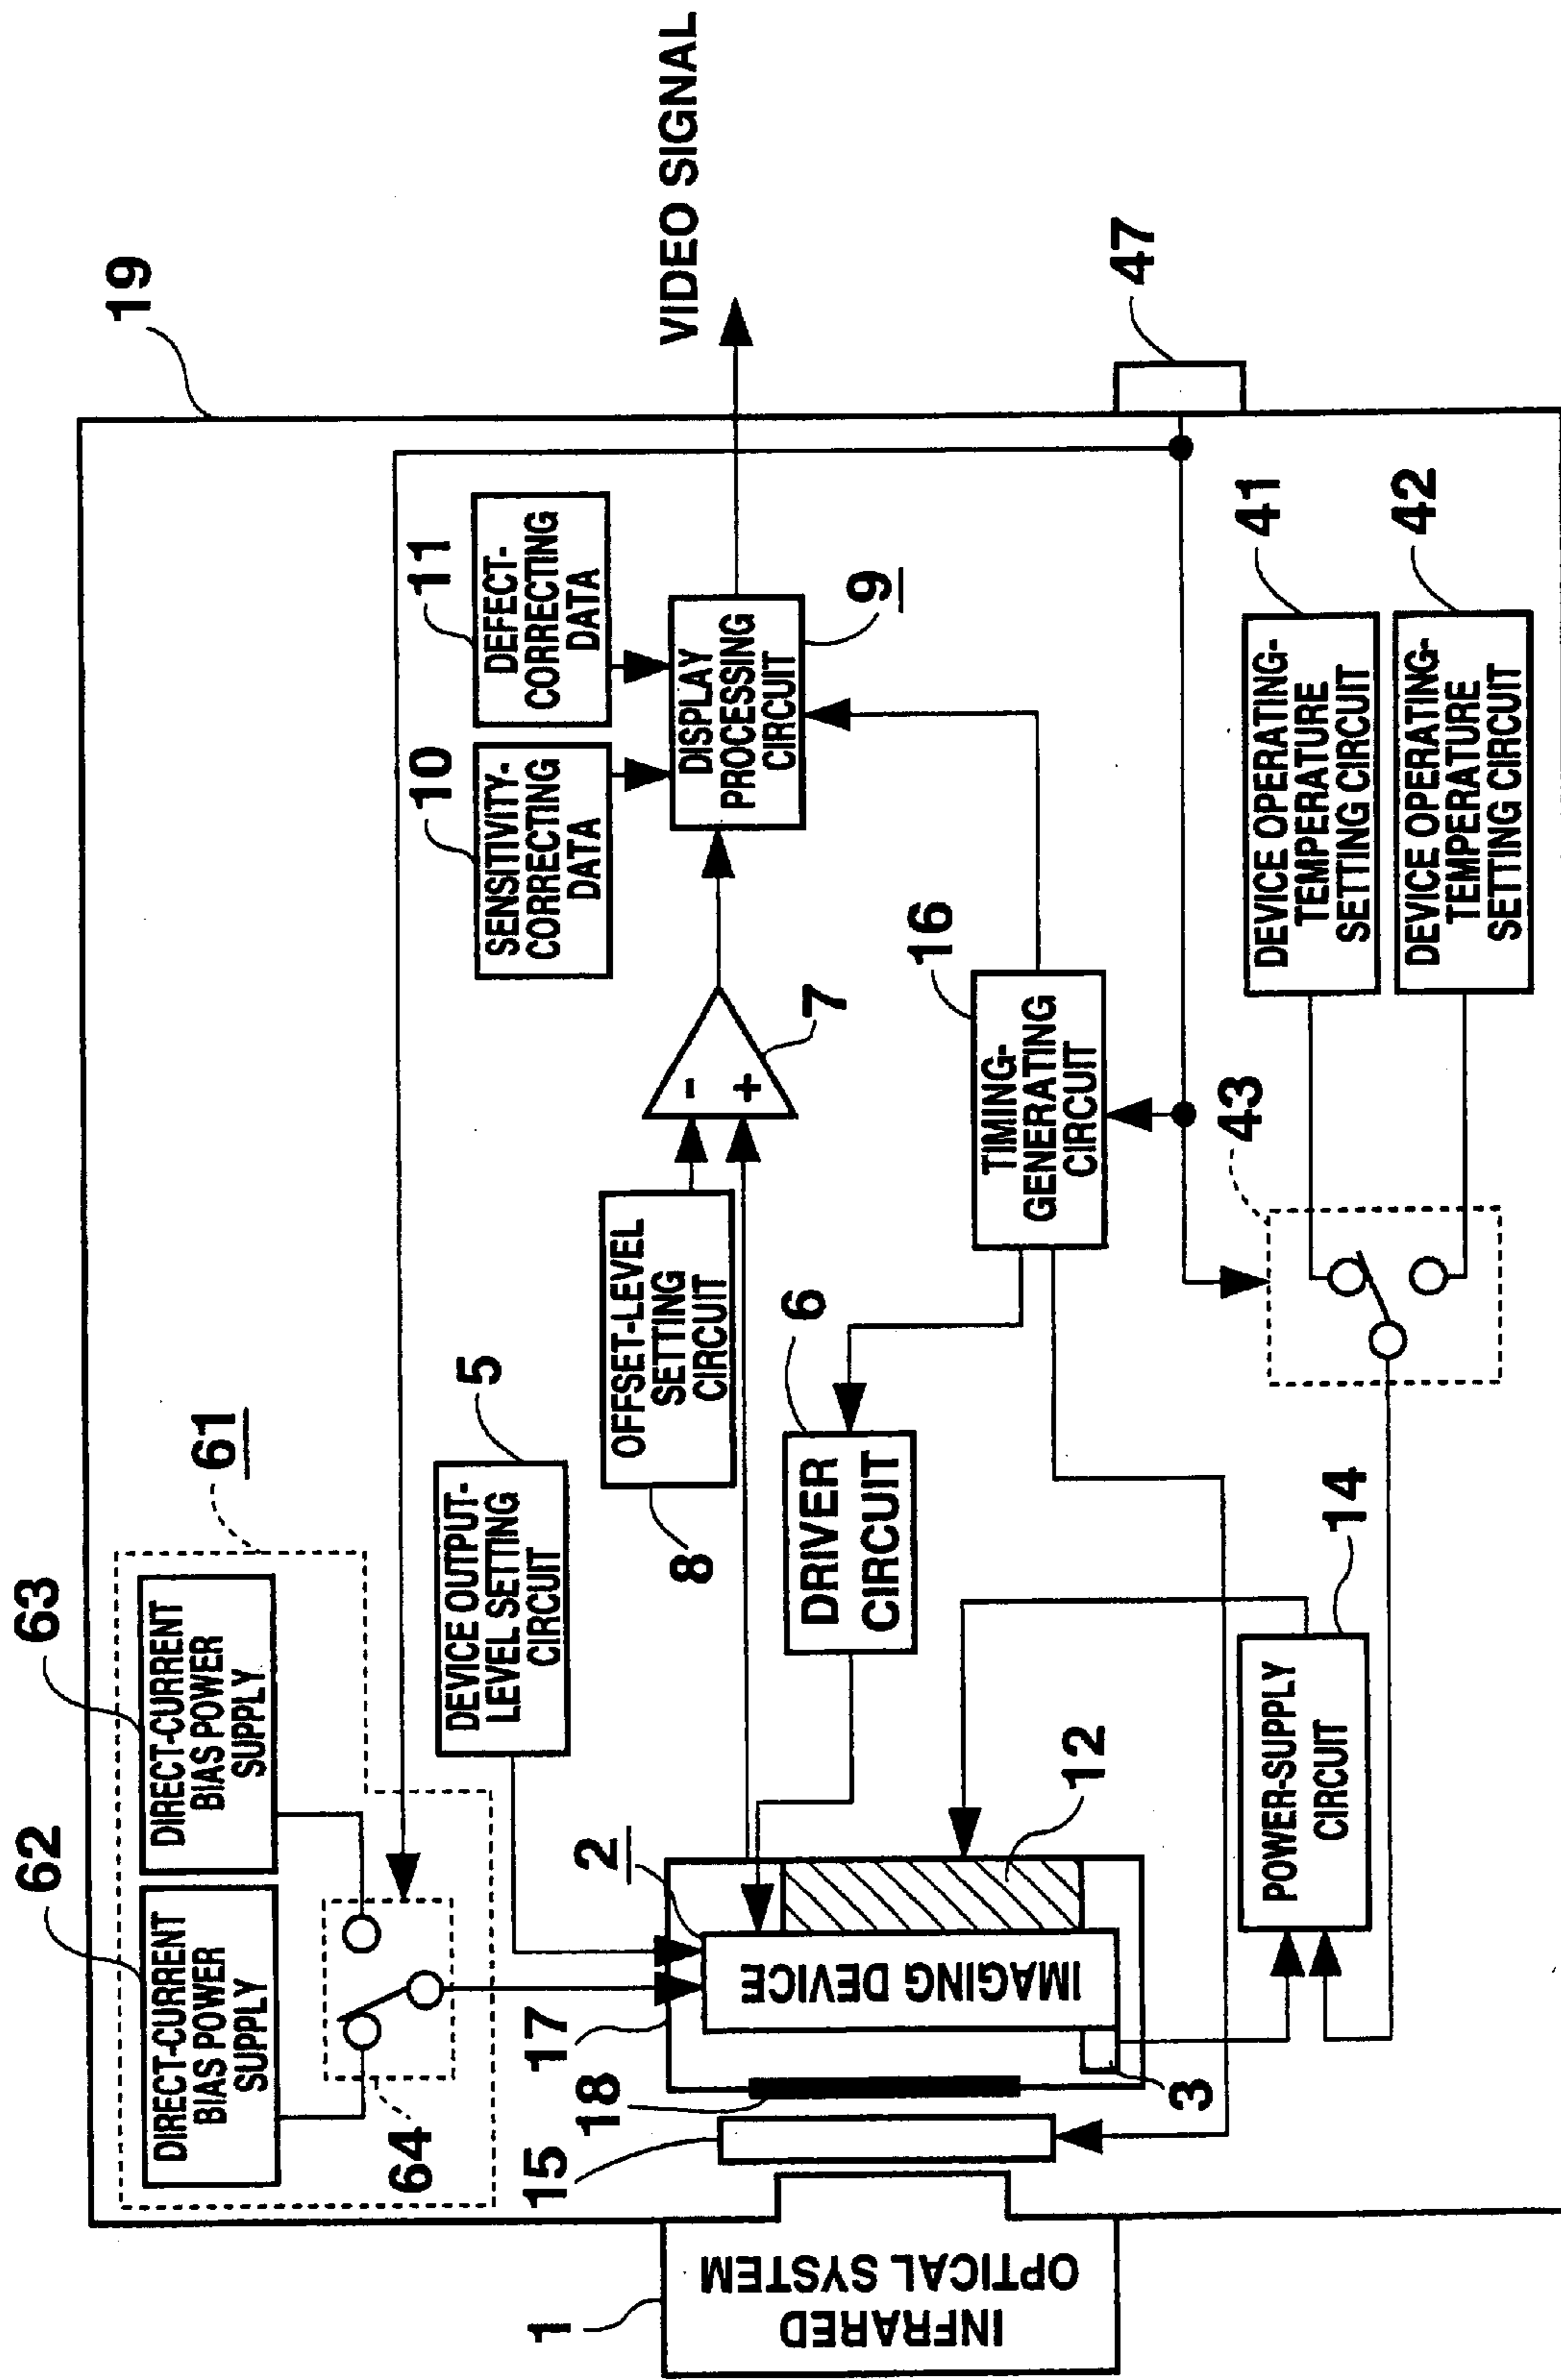 63
DIRECT-CURRENT
BIAS POWER
SUPPLY
62
DIRECT-CURRENT
BIAS POWER
SUPPLY
61
64
19
5
DEVICE OUTPUT-
LEVEL SETTING
CIRCUIT
11
DEFECT-
CORRECTING
DATA
10
SENSITIVITY-
CORRECTING
DATA
OFFSET-LEVEL
SETTING
CIRCUIT
8
-
+
7
DISPLAY
PROCESSING
CIRCUIT
9
VIDEO SIGNAL
6
DRIVER
CIRCUIT
16
TIMING-
GENERATING
CIRCUIT
47
1
INFRARED
OPTICAL SYSTEM
15
18
17
2
IMAGING DEVICE
12
3
14
POWER-SUPPLY
CIRCUIT
43
41
DEVICE OPERATING-
TEMPERATURE
SETTING CIRCUIT
42
DEVICE OPERATING-
TEMPERATURE
SETTING CIRCUIT